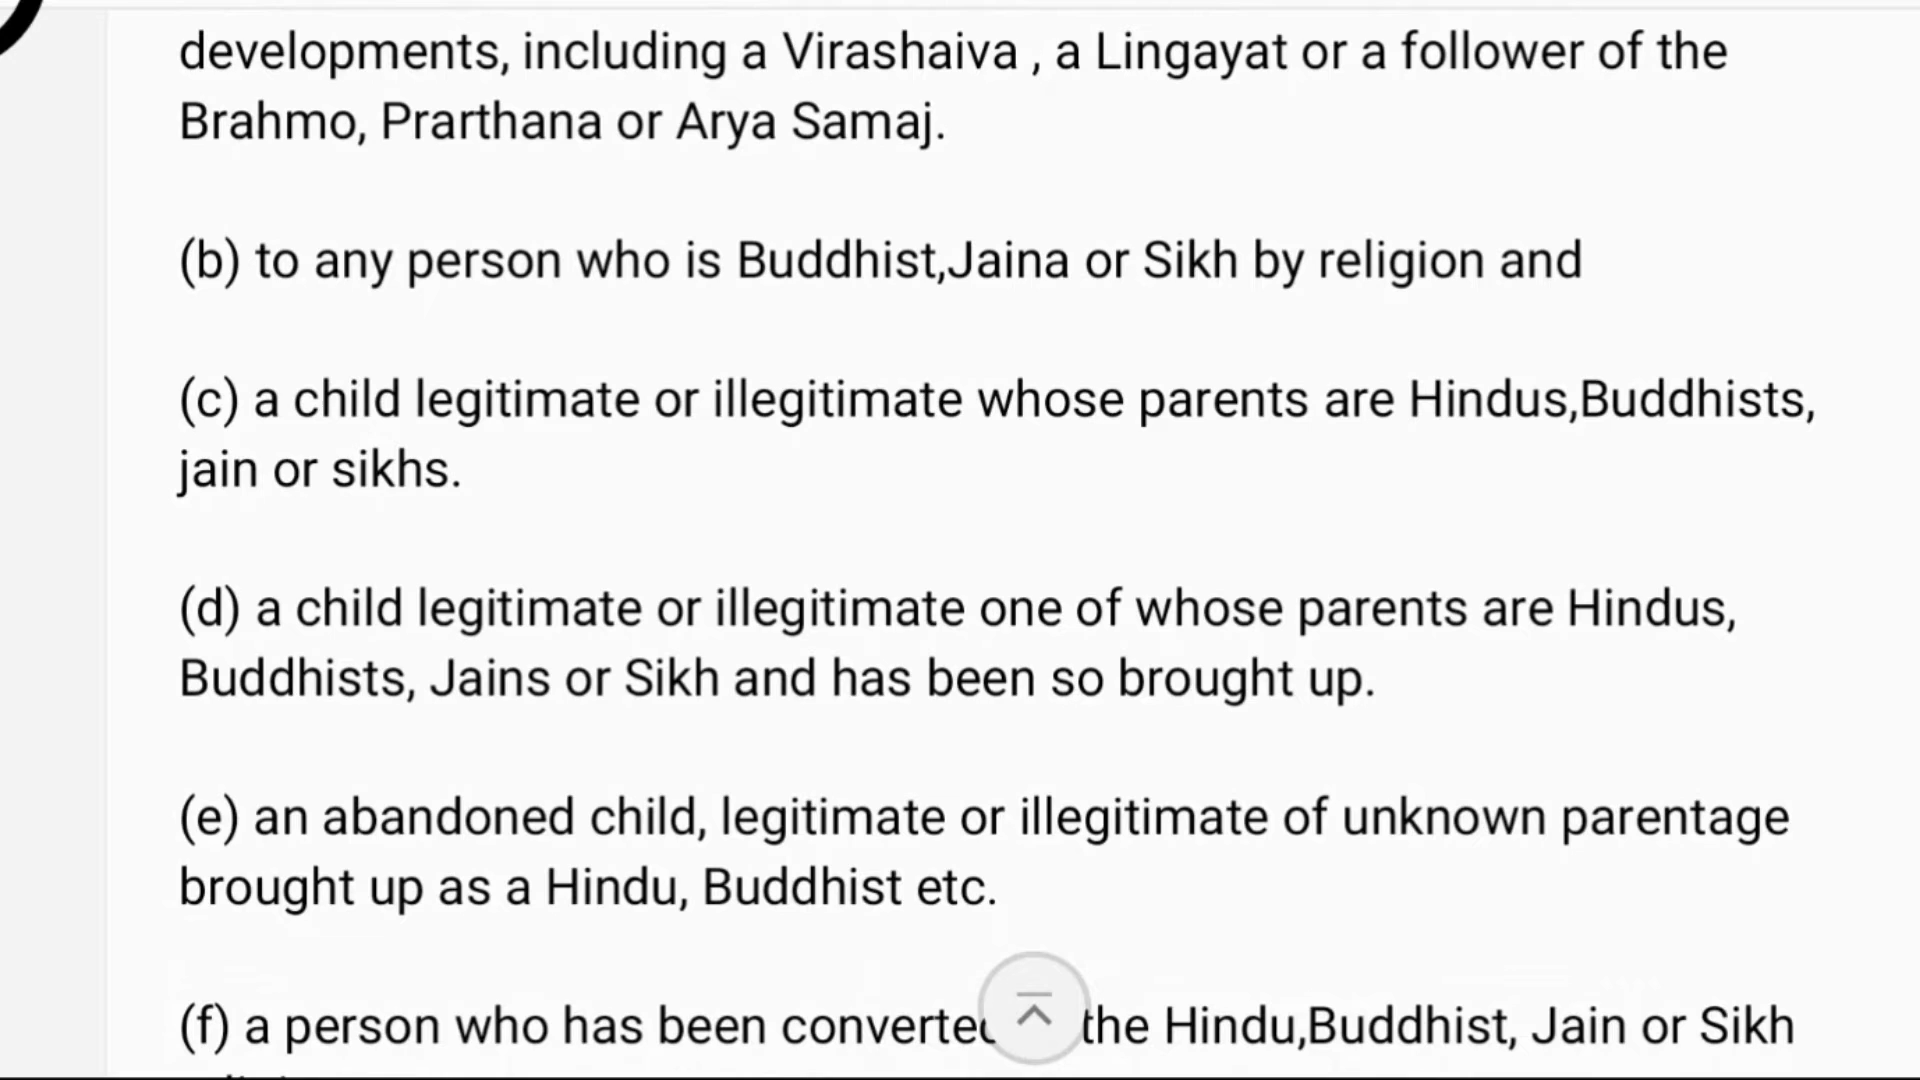 developments, including a Virashaiva , a Lingayat or a follower of the
Brahmo, Prarthana or Arya Samaj.
(b) to any person who is Buddhist,Jaina or Sikh by religion and
(c) a child legitimate or illegitimate whose parents are Hindus,Buddhists,
jain or sikhs.
(d) a child legitimate or illegitimate one of whose parents are Hindus,
Buddhists, Jains or Sikh and has been so brought up.
(e) an abandoned child, legitimate or illegitimate of unknown parentage
brought up as a Hindu, Buddhist etc.
(f) a person who has been converted the Hindu,Buddhist, Jain or Sikh